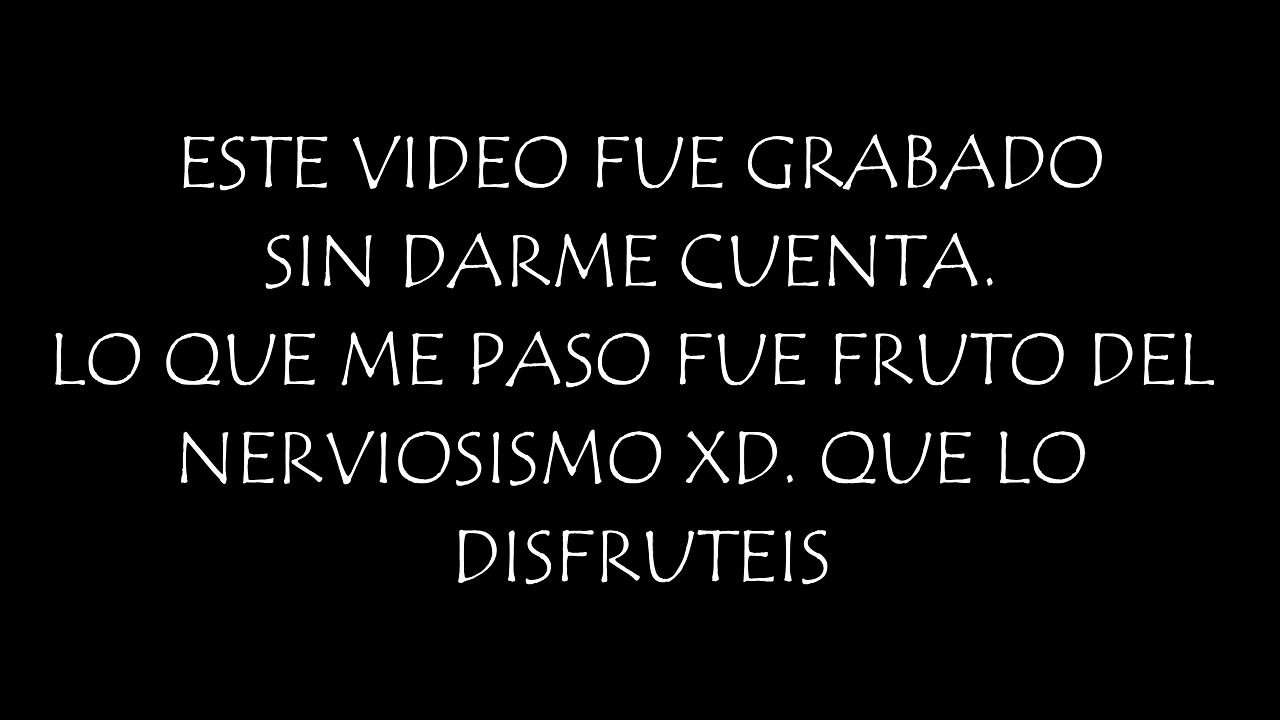 ESTE VIDEO FUE GRABADO
SIN DARME CUENTA.
LO QUE ME PASO FUE FRUTO DEL
NERVIOSISMO XD. QUE LO
DISFRUTEIS